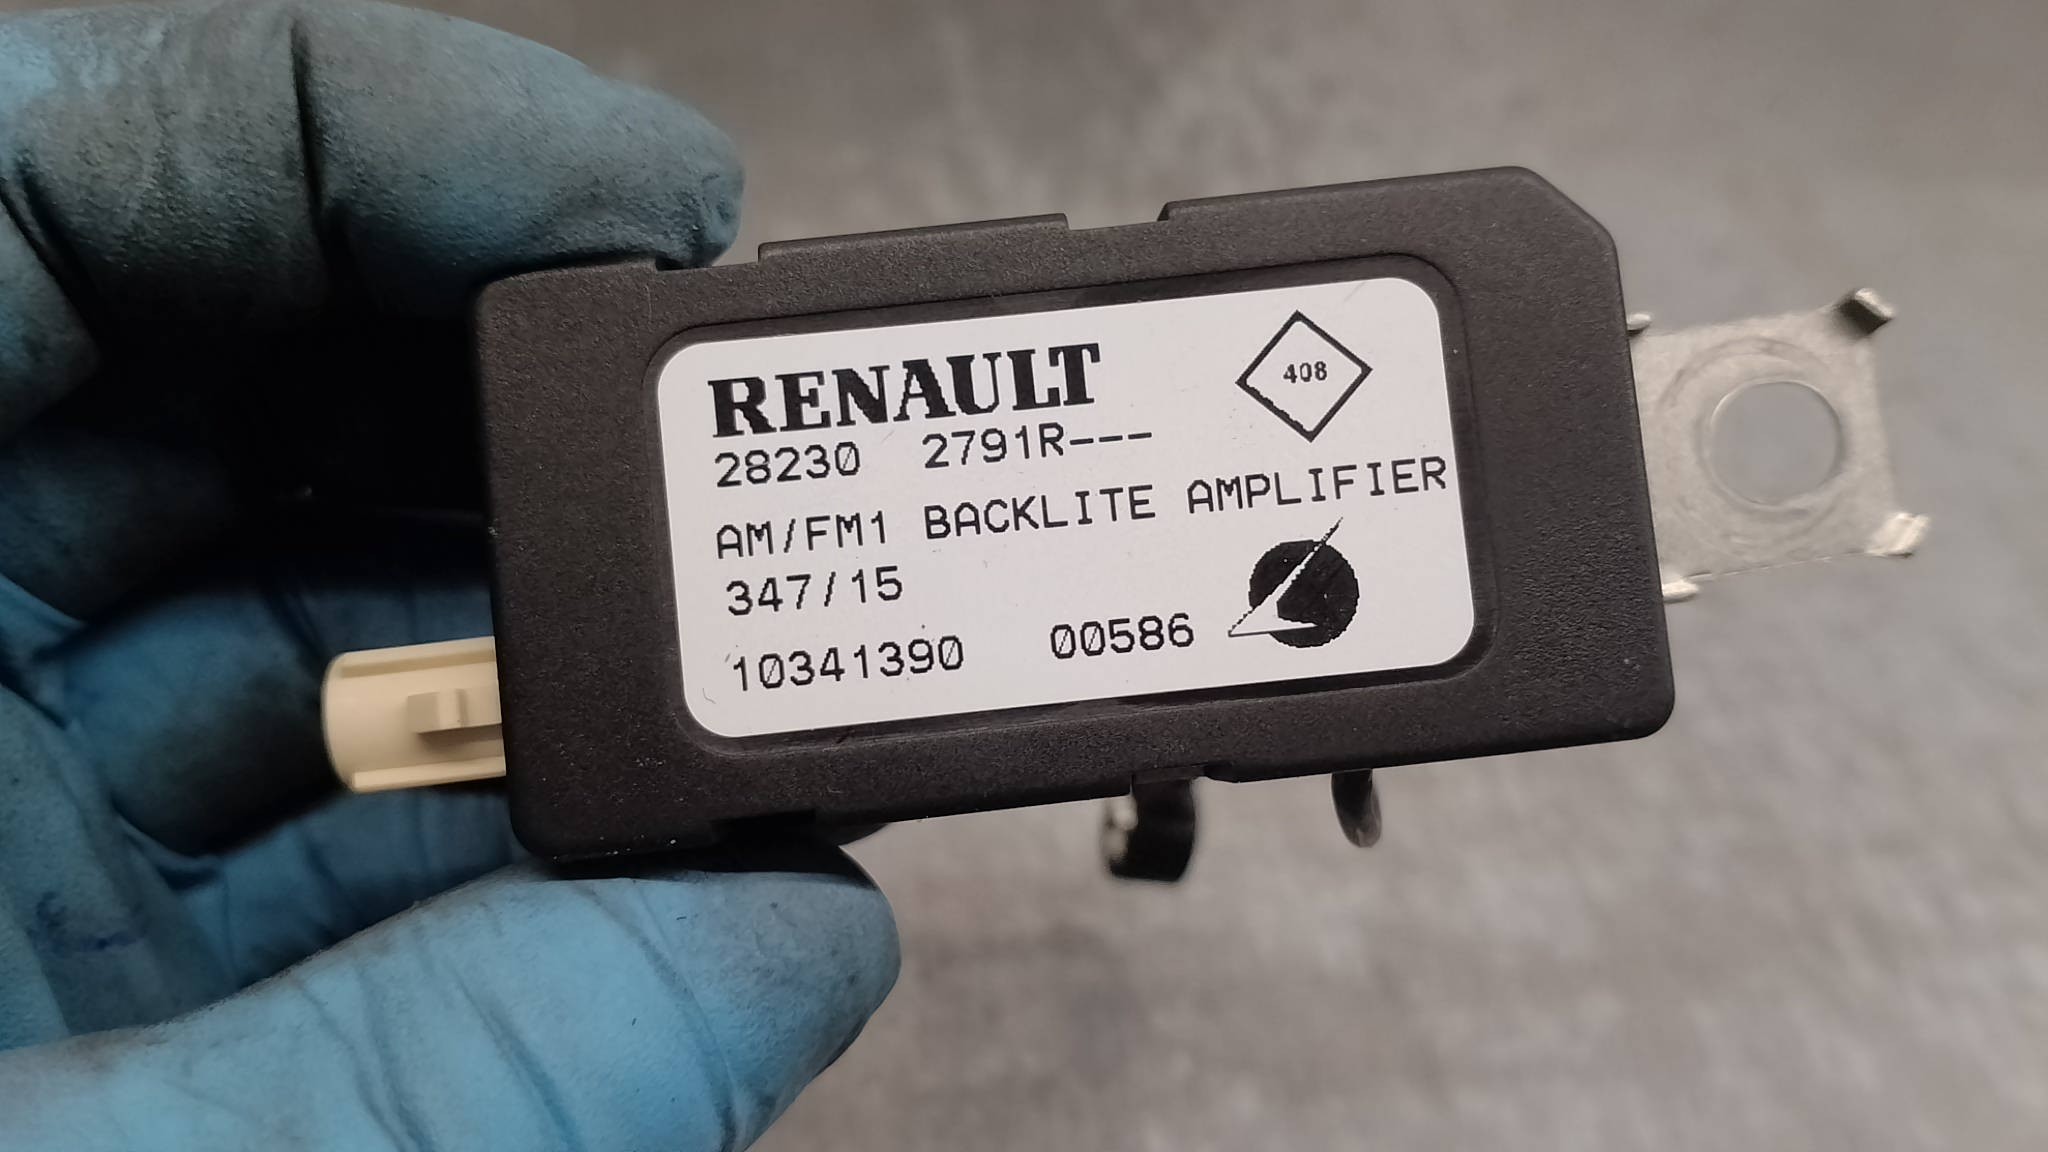 RENAULT
408
28230 2791R---
AM/FM1 BACKLITE AMPLIFIER
347/15
10341390 00586